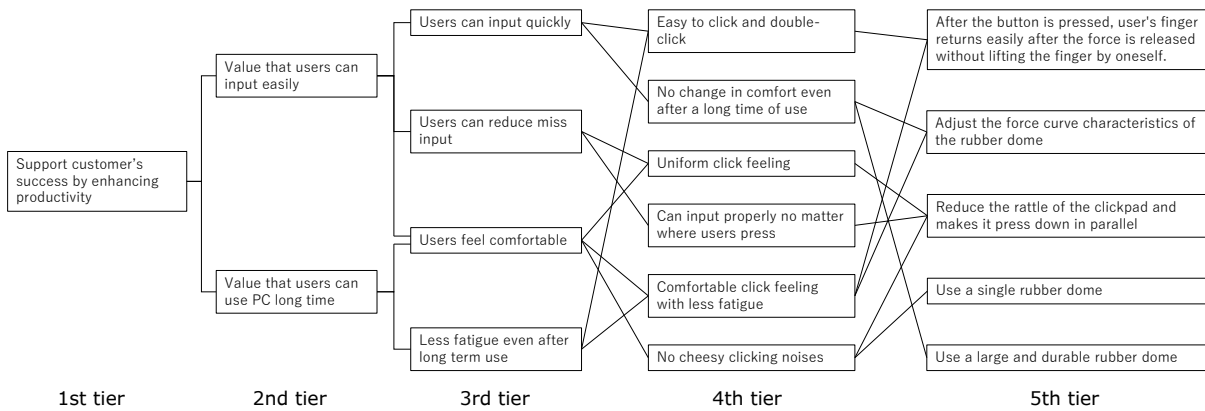 Support customer's
success by enhancing
productivity
Value that users can
input easily
Value that users can
use PC long time
Users can input quickly
Users can reduce miss
input
Users feel comfortable
Less fatigue even after
long term use
Easy to click and double-
click
No change in comfort even
after a long time of use
Uniform click feeling
Can input properly no matter
where users press
Comfortable click feeling
with less fatigue
No cheesy clicking noises
After the button is pressed, user's finger
returns easily after the force is released
without lifting the finger by oneself.
Adjust the force curve characteristics of
the rubber dome
Reduce the rattle of the clickpad and
makes it press down in parallel
Use a single rubber dome
Use a large and durable rubber dome
1st tier
2nd tier
3rd tier
4th tier
5th tier